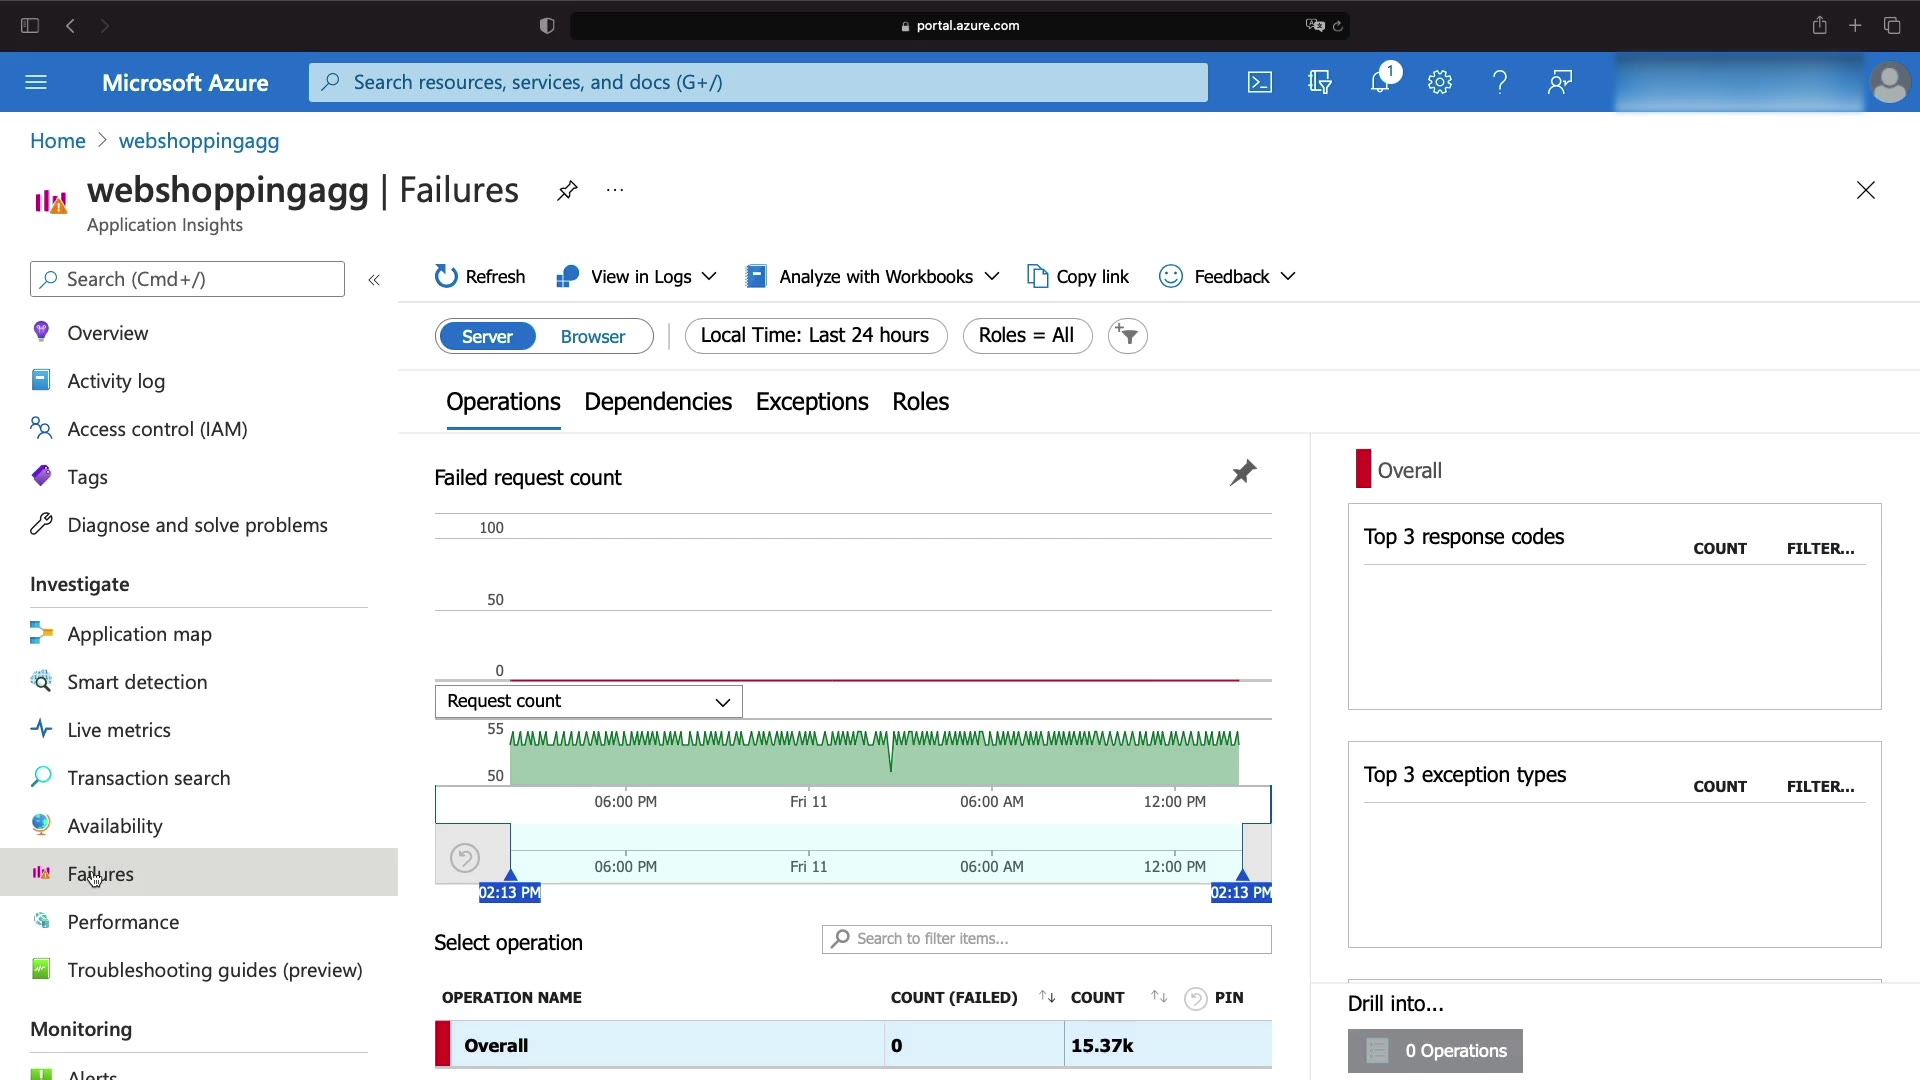 portal.azure.com
Microsoft Azure
Search resources, services, and docs (G+/)
1
Home > webshoppingagg
webshoppingagg | Failures
Application Insights
Search (Cmd+/)
«
Overview
Activity log
Access control (IAM)
Tags
Diagnose and solve problems
Investigate
Application map
Smart detection
Live metrics
Transaction search
Availability
Failures
Performance
Troubleshooting guides (preview)
Monitoring
Alerts
Refresh
View in Logs
Analyze with Workbooks
Copy link
Feedback
Server
Browser
Local Time: Last 24 hours
Roles = All
Operations
Dependencies
Exceptions
Roles
Failed request count
100
50
0
Request count
55
50
06:00 PM
Fri 11
06:00 AM
12:00 PM
06:00 PM
Fri 11
06:00 AM
12:00 PM
02:13 PM
02:13 PM
Select operation
Search to filter items...
OPERATION NAME
COUNT (FAILED)
COUNT
PIN
Overall
0
15.37k
Overall
Top 3 response codes
COUNT
FILTER...
Top 3 exception types
COUNT
FILTER...
Drill into...
0 Operations